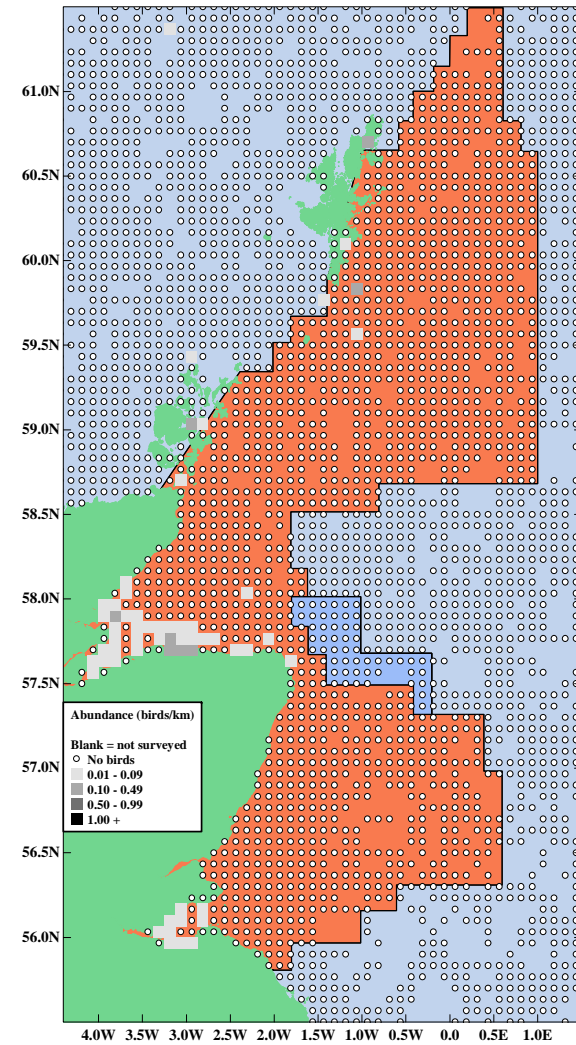 61.0N
60.5N
60.0N
59.5N
59.0N
58.5N
58.0N
57.5N
Abundance (birds/km)
Blank = not surveyed
No birds
0.01 - 0.09
0.10 - 0.49
0.50 - 0.99
1.00 +
57.0N
56.5N
56.0N
4.0W 3.5W 3.0W 2.5W 2.0W 1.5W 1.0W 0.5W 0.0 0.5E 1.0E